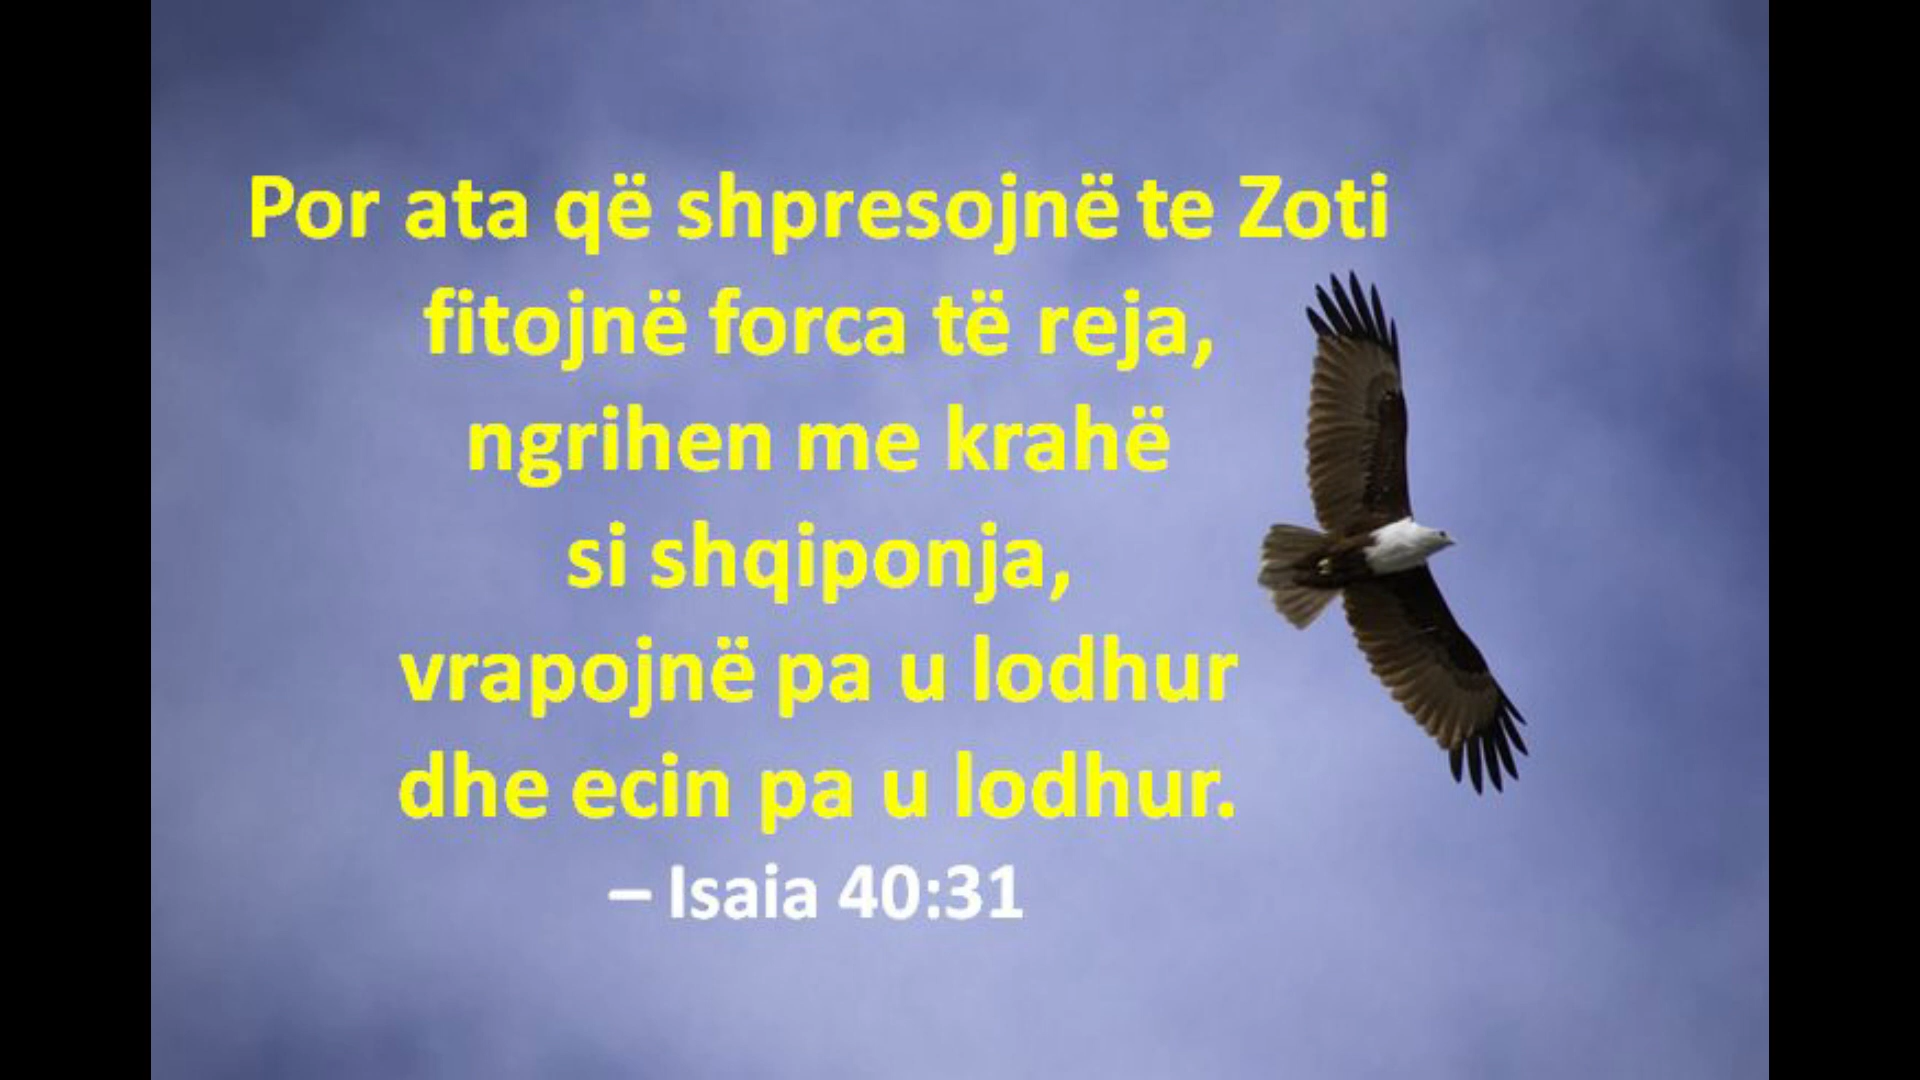 Por ata që shpresojnë te Zoti
fitojnë forca të reja,
ngrihen me krahë
si shqiponja,
vrapojnë pa u lodhur
dhe ecin pa u lodhur.
– Isaia 40:31